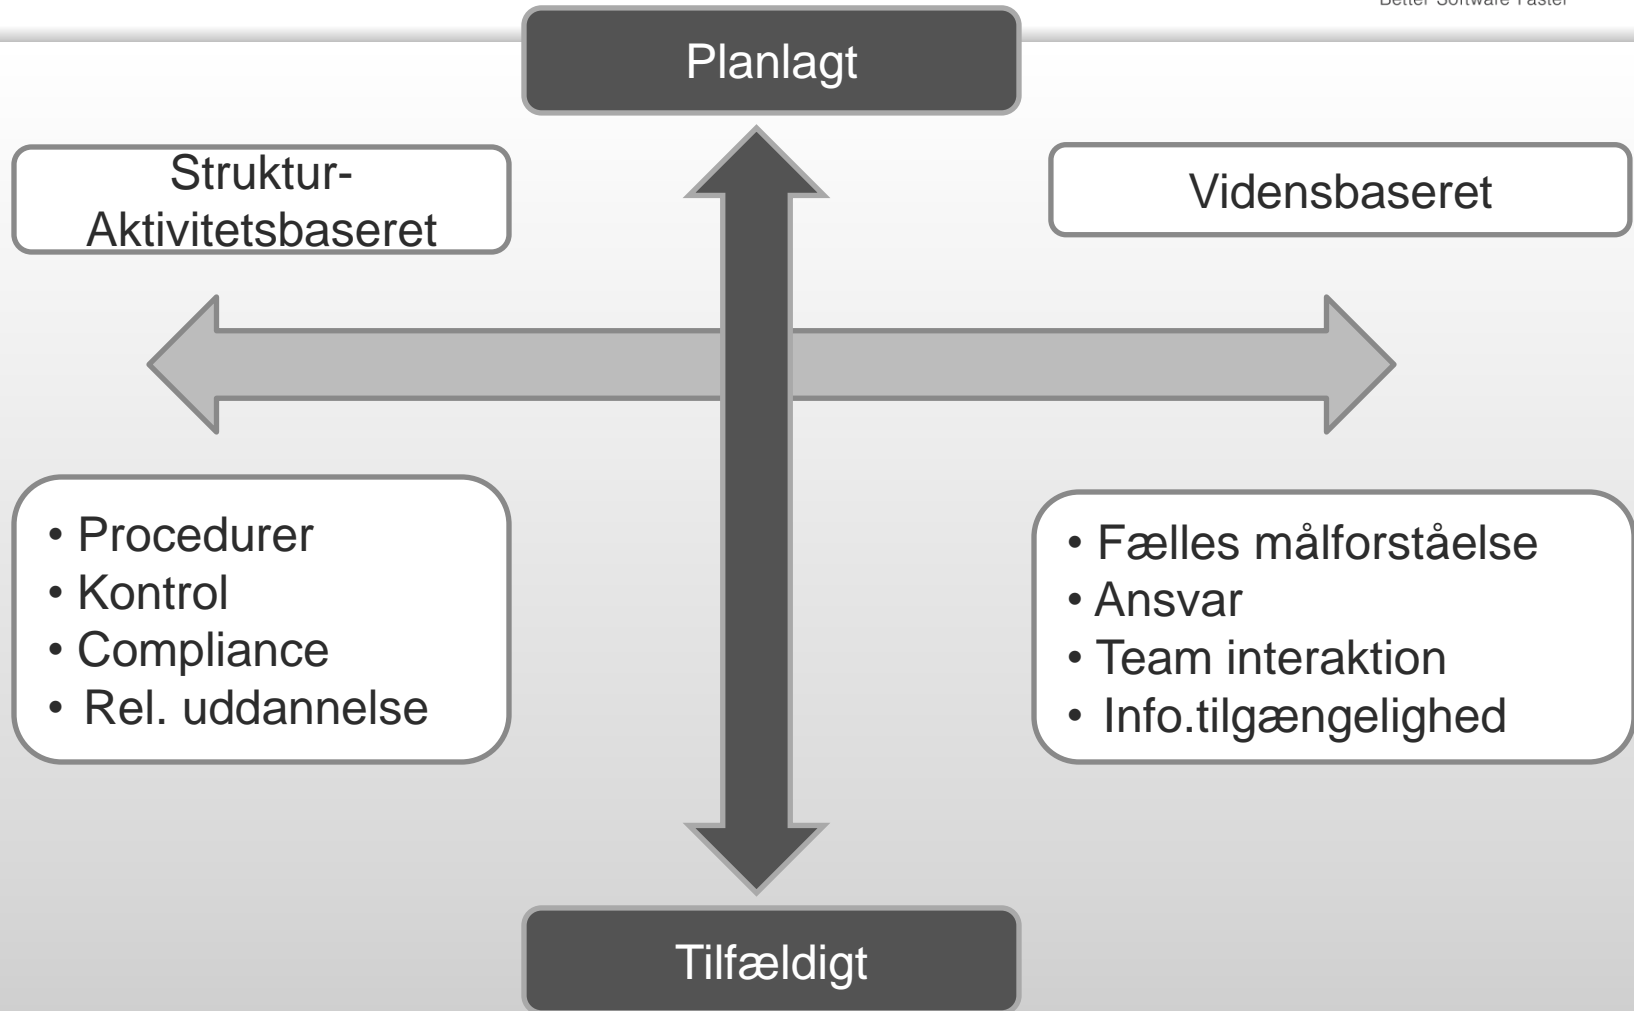 Better Software Faster
Planlagt
Struktur-
Aktivitetsbaseret
Vidensbaseret
• Procedurer
• Kontrol
• Compliance
• Rel. uddannelse
• Fælles målforståelse
• Ansvar
• Team interaktion
• Info.tilgængelighed
Tilfældigt